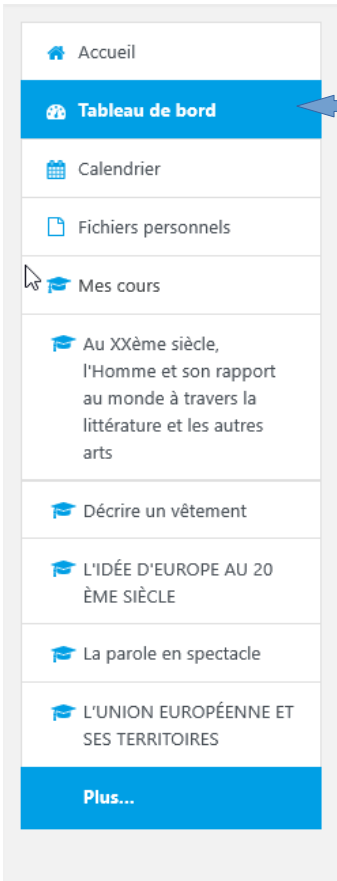 Accueil
Tableau de bord
Calendrier
Fichiers personnels
Mes cours
Au XXème siècle,
l'Homme et son rapport
au monde à travers la
littérature et les autres
arts
Décrire un vêtement
L'IDÉE D'EUROPE AU 20
ÈME SIÈCLE
La parole en spectacle
L'UNION EUROPÉENNE ET
SES TERRITOIRES
Plus...